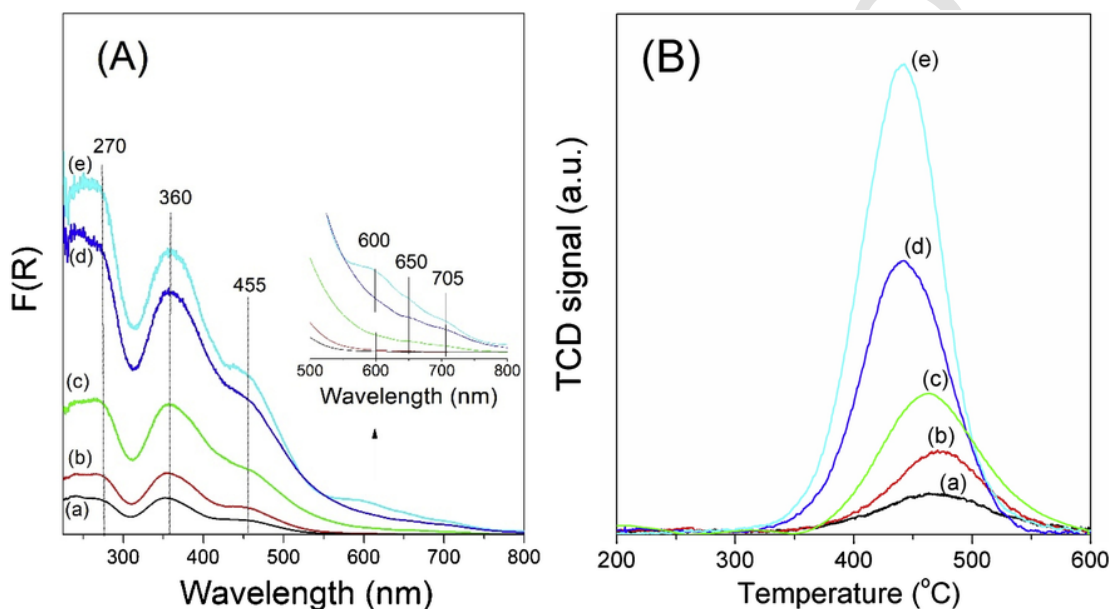 (A)
270
360
455
(e)
(d)
(c)
(b)
(a)
F(R)
300 400 500 600 700 800
Wavelength (nm)
600
650
705
500 600 700 800
Wavelength (nm)
(B)
(e)
(d)
(c)
(b)
(a)
TCD signal (a.u.)
200 300 400 500 600
Temperature (°C)